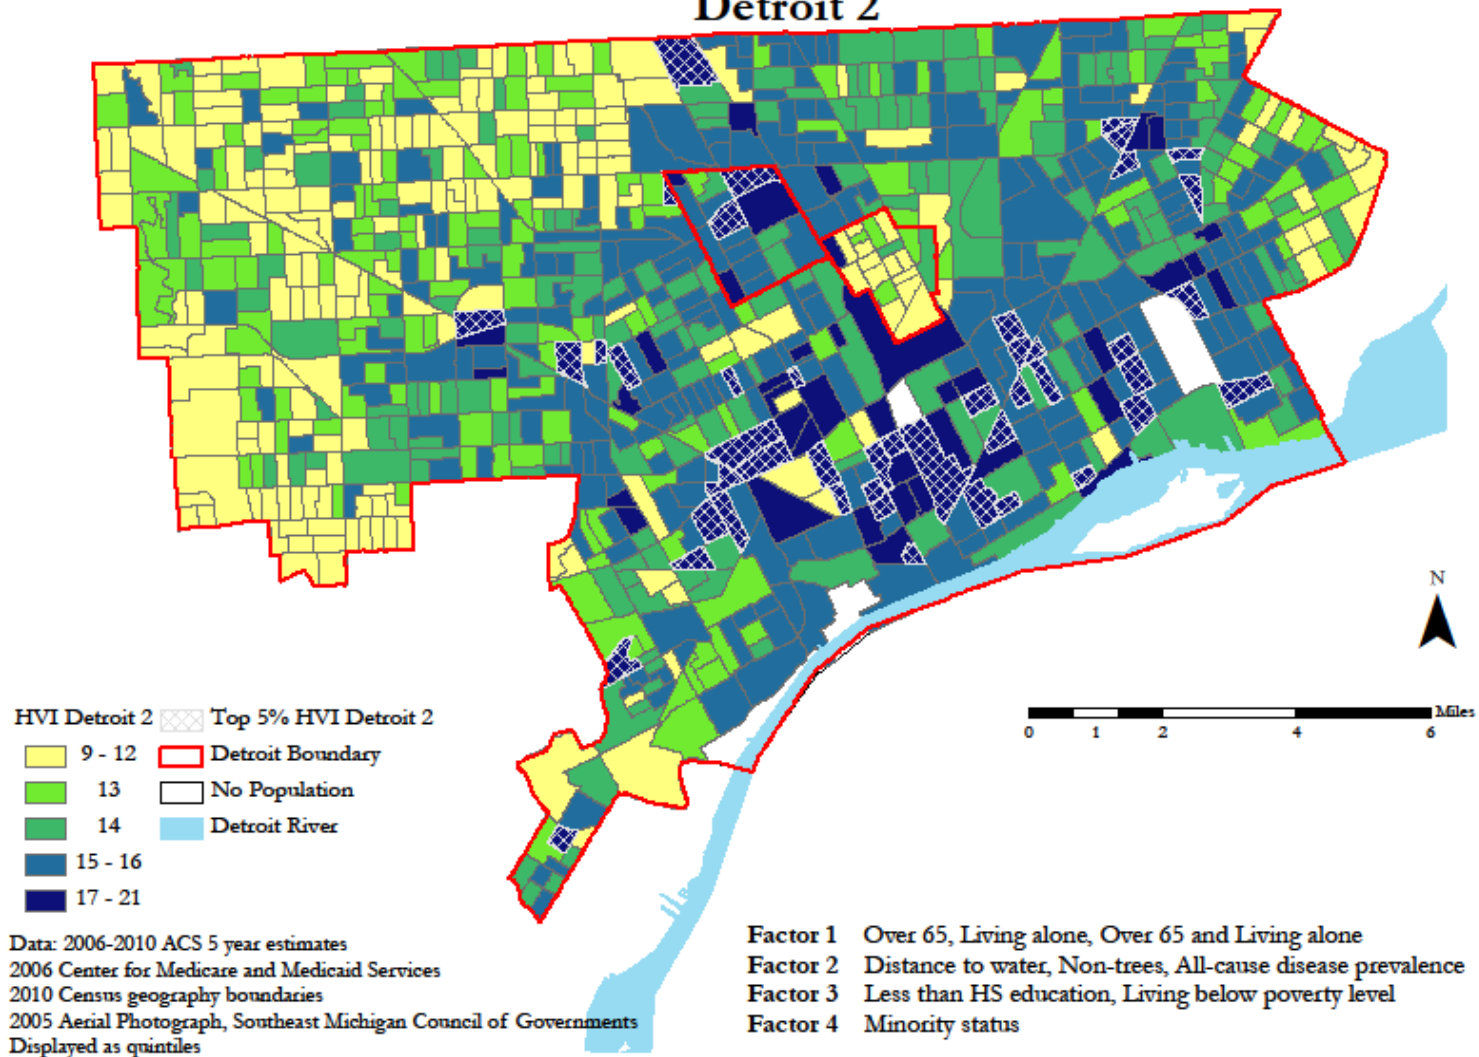 Detroit 2
N
Miles
0 1 2 4 6
HVI Detroit 2 Top 5% HVI Detroit 2
9 - 12 Detroit Boundary
13 No Population
14 Detroit River
15 - 16
17 - 21
Data: 2006-2010 ACS 5 year estimates
2006 Center for Medicare and Medicaid Services
2010 Census geography boundaries
2005 Aerial Photograph, Southeast Michigan Council of Governments
Displayed as quintiles
Factor 1 Over 65, Living alone, Over 65 and Living alone
Factor 2 Distance to water, Non-trees, All-cause disease prevalence
Factor 3 Less than HS education, Living below poverty level
Factor 4 Minority status